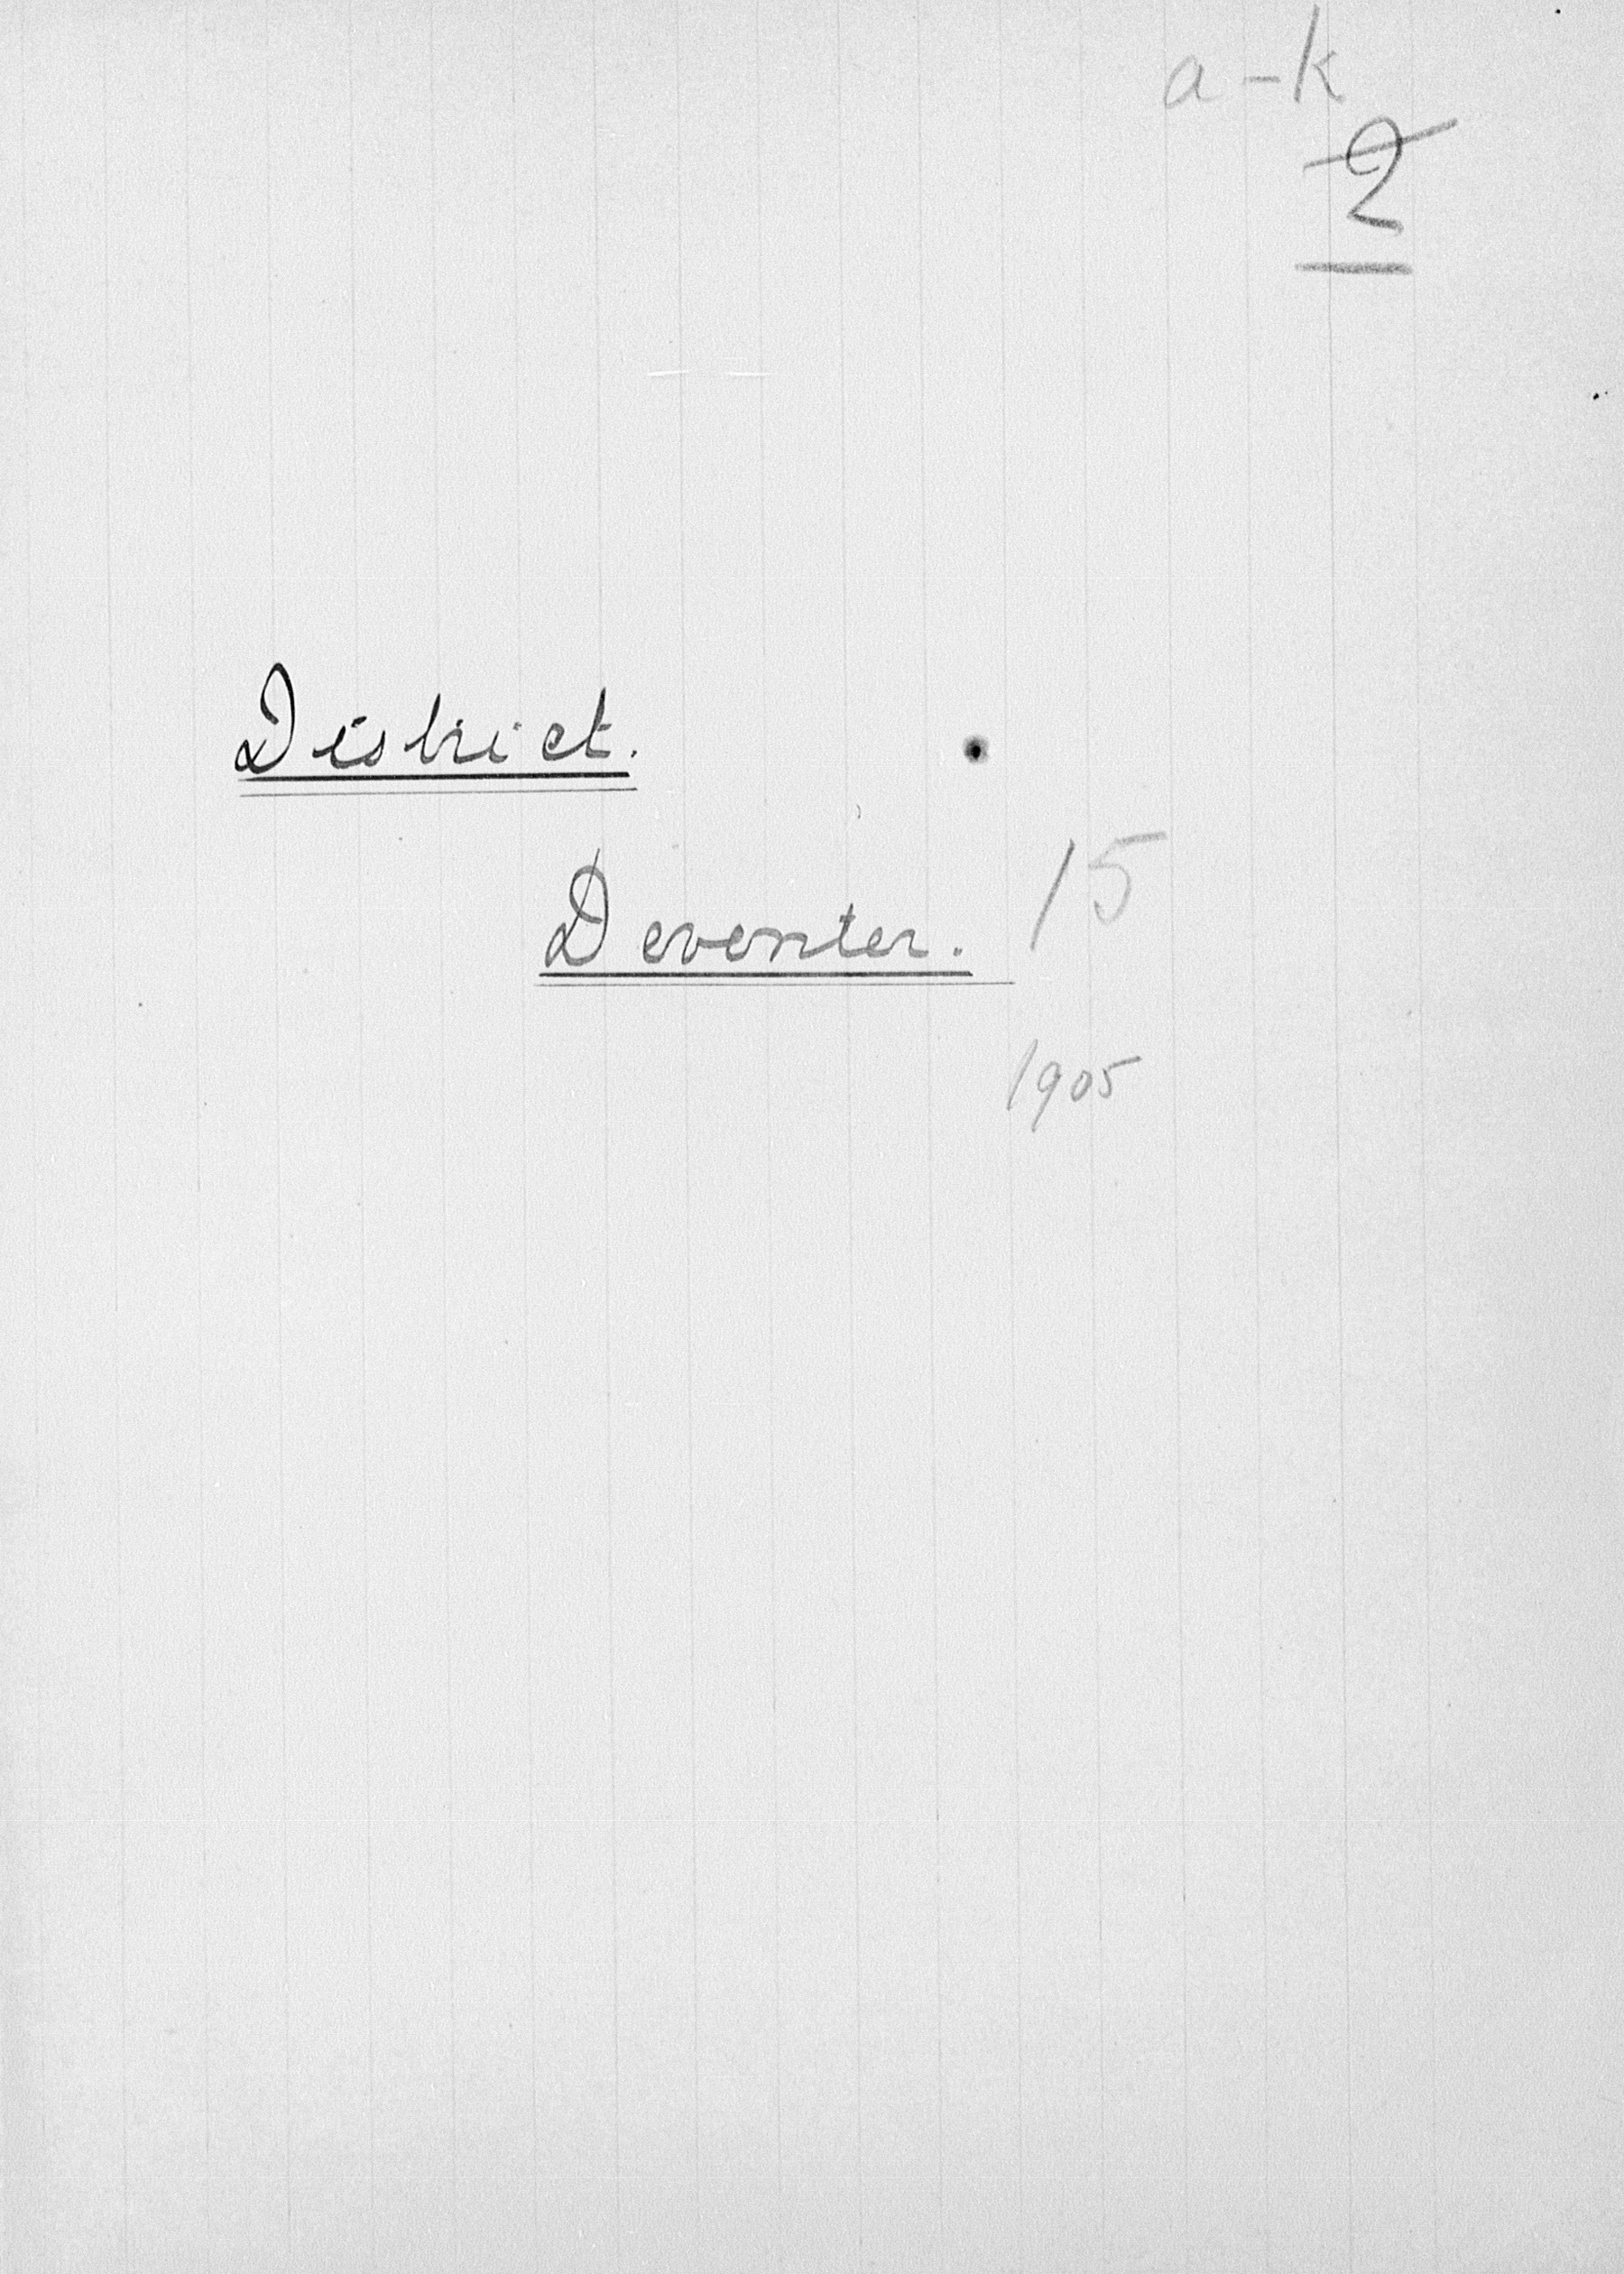 a-k
2
District.
Deventer. 15
1905